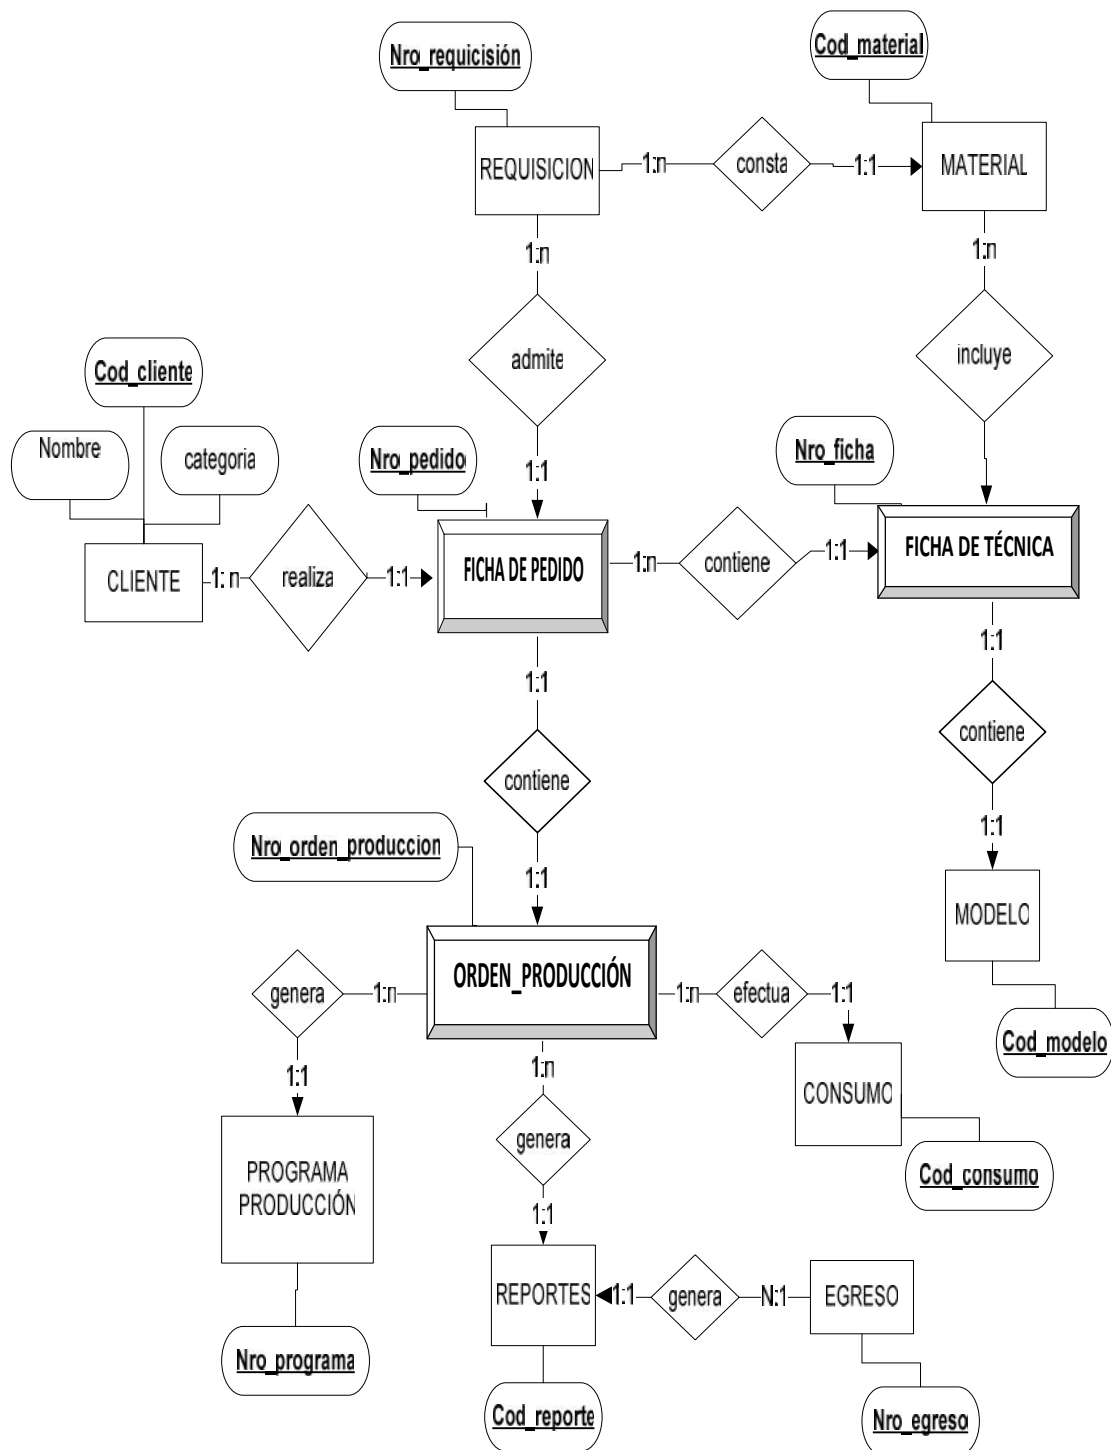 Nro_requicisión
Cod_material
REQUISICION
1:n
consta
1:1
MATERIAL
1:n
1:n
admite
incluye
Cod_cliente
Nombre
categoria
Nro_pedido
Nro_ficha
1:1
CLIENTE
1:n
realiza
1:1
FICHA DE PEDIDO
1:n
contiene
1:1
FICHA DE TÉCNICA
1:1
1:1
contiene
contiene
1:1
Nro_orden_produccion
1:1
MODELO
Cod_modelo
genera
1:n
ORDEN_PRODUCCIÓN
1:n
efectua
1:1
1:1
1:n
CONSUMO
Cod_consumo
genera
PROGRAMA
PRODUCCIÓN
1:1
REPORTES
1:1
genera
N:1
EGRESO
Nro_programa
Cod_reporte
Nro_egreso